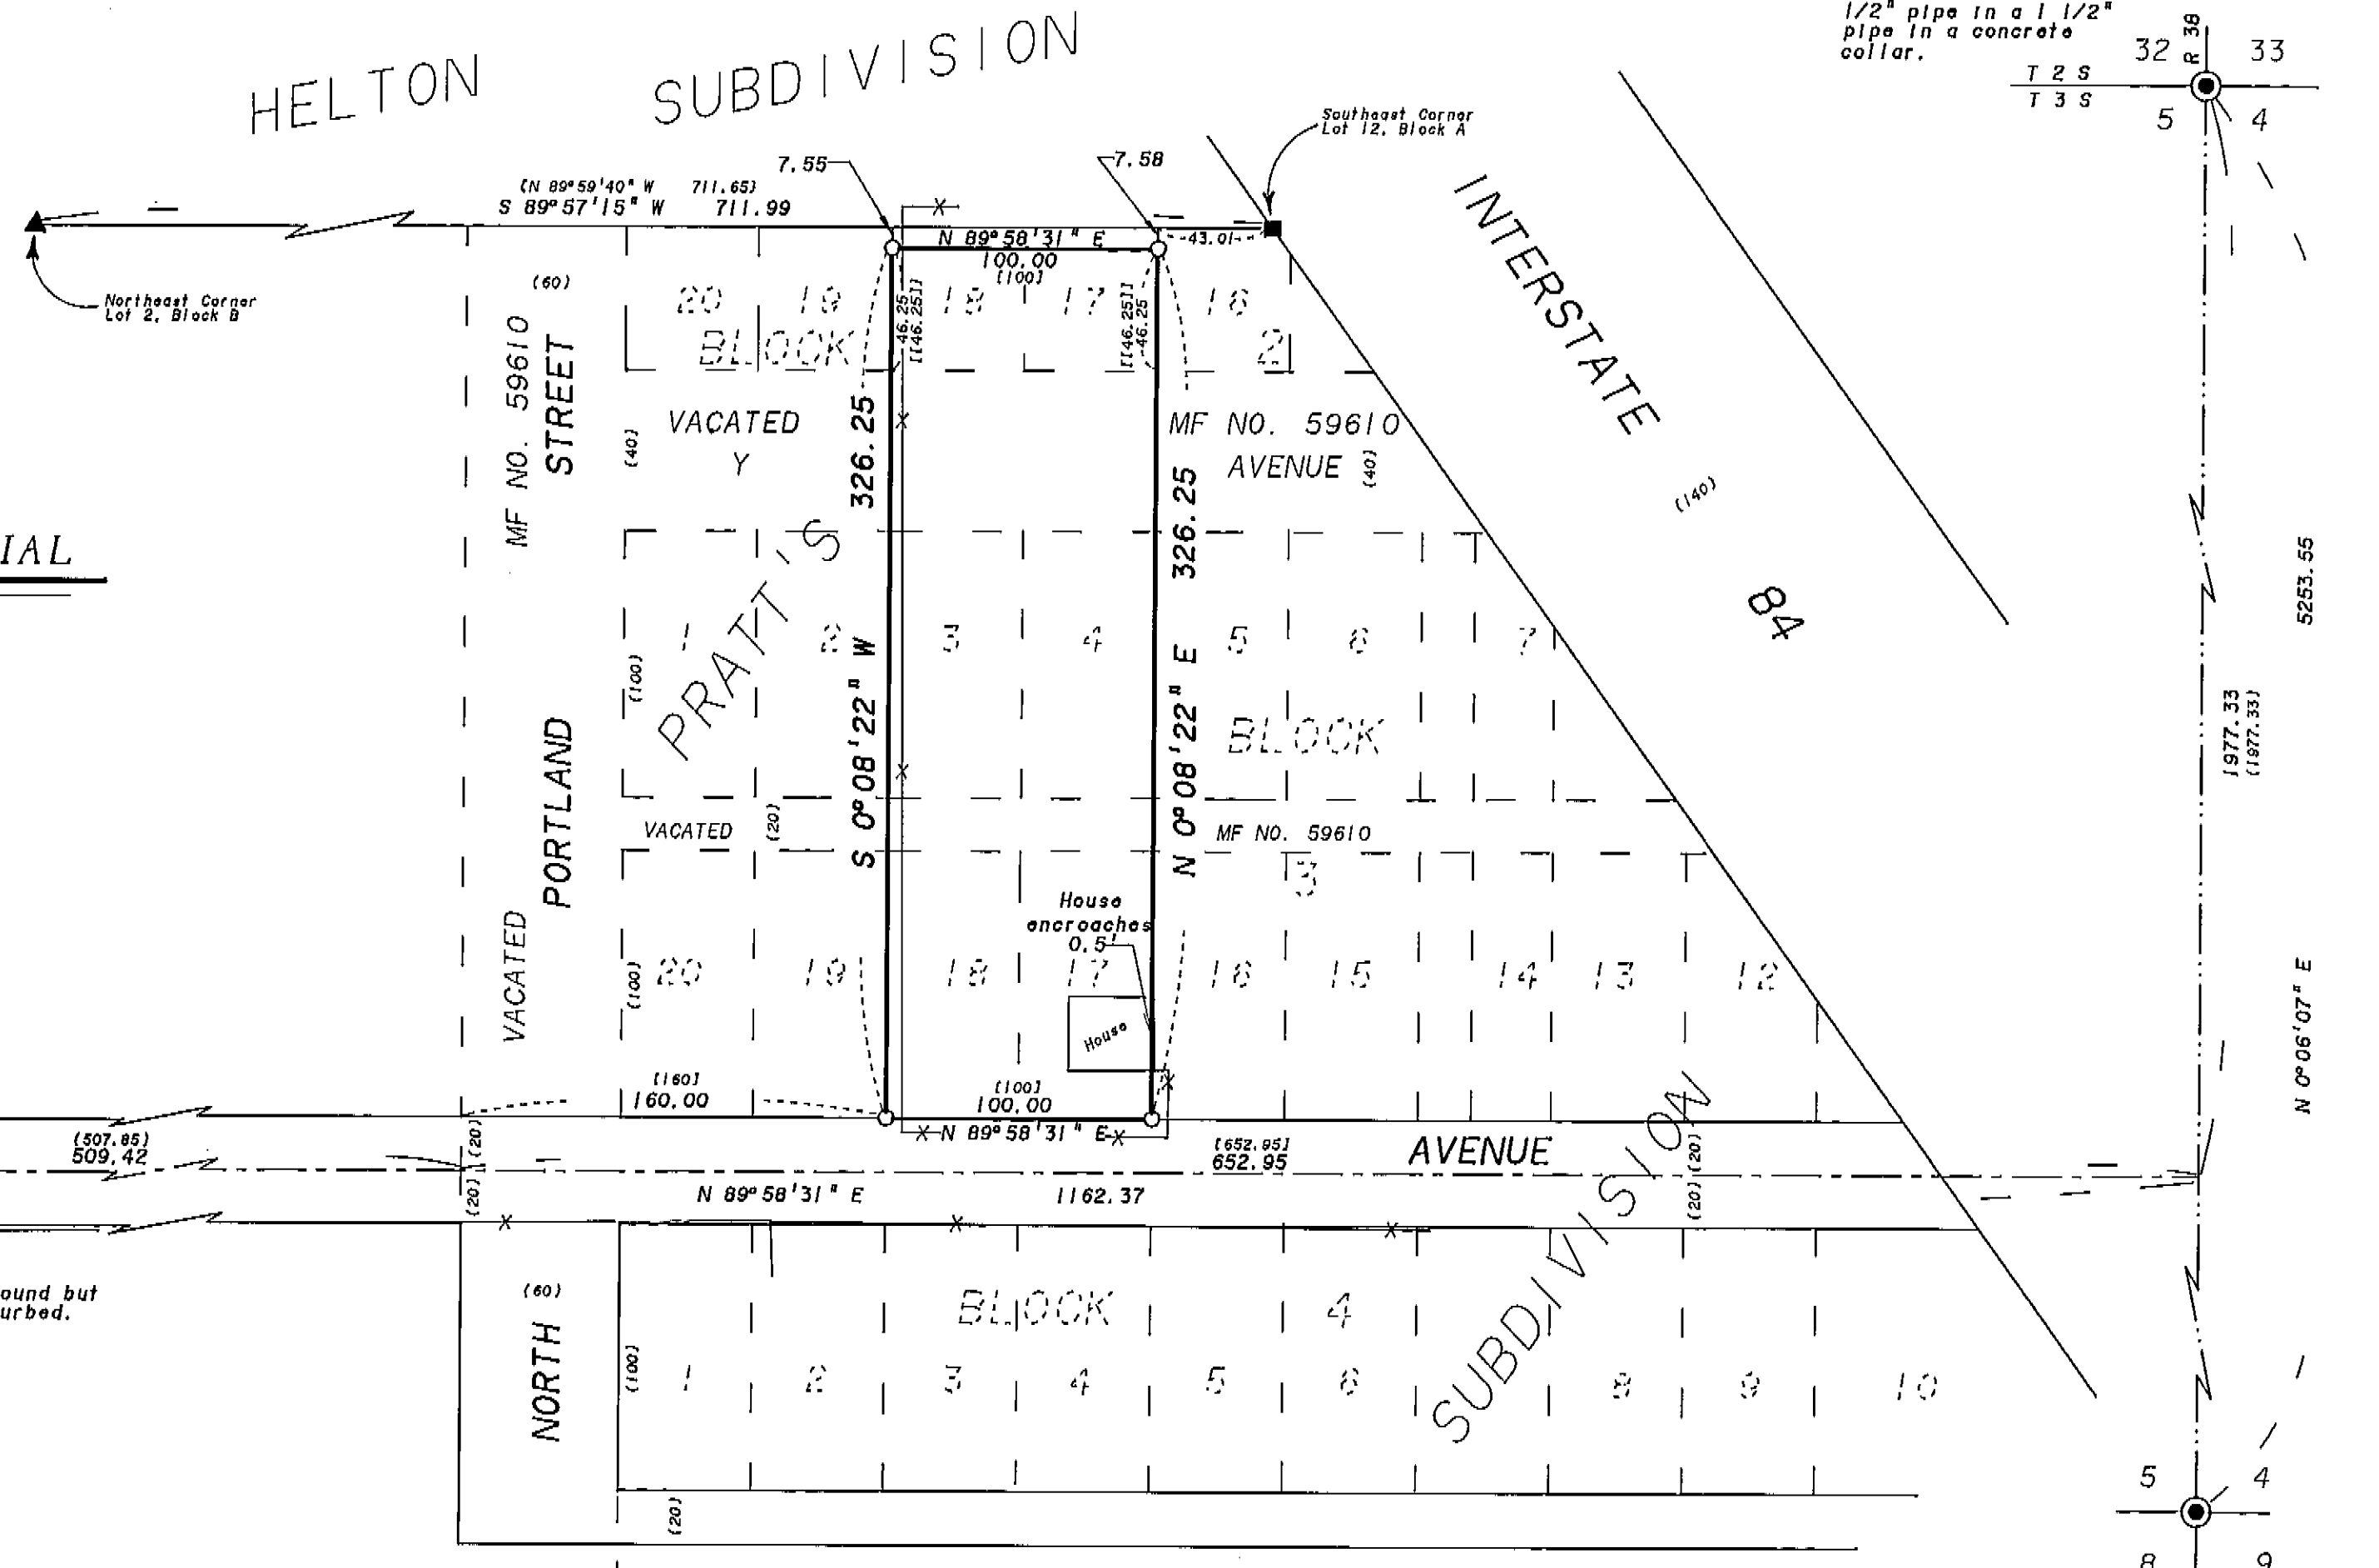 1/2" pipe in a 1 1/2"
pipe in a concrete
collar.
HELTON SUBDIVISION
32 R 38 33
T 2 S
T 3 S
5 4
Southeast Corner
Lot 12, Block A
7.55
7.58
(N 89°59'40" W 711.65)
S 89°57'15" W 711.99
N 89°58'31" E
100.00
[100]
43.01
Northeast Corner
Lot 2, Block B
(60)
20 19 18 17 16
BLOCK 2
46.25
[[46.25]]
[[46.25]]
46.25
MF NO. 59610
STREET
VACATED
Y
(40)
MF NO. 59610
AVENUE
(40)
INTERSTATE
84
(140)
IAL
326.25
S 0°08'22" W
326.25
N 0°08'22" E
PRATT'S
1 2 3 4 5 6 7
(100)
BLOCK
3
PORTLAND
VACATED
VACATED
(20)
MF NO. 59610
House
encroaches
0.5'
20 19 18 17 16 15 14 13 12
(100)
House
[160]
160.00
[100]
100.00
N 89°58'31" E
(507.85)
509.42
(20)
(20)
[652.95]
652.95
AVENUE
(20)
(20)
N 89°58'31" E 1162.37
5253.55
1977.33
(1977.33)
N 0°06'07" E
ound but
urbed.
(60)
NORTH
BLOCK 4
(100)
1 2 3 4 5 6 8 9 10
SUBDIVISION
(20)
5 4
8 9